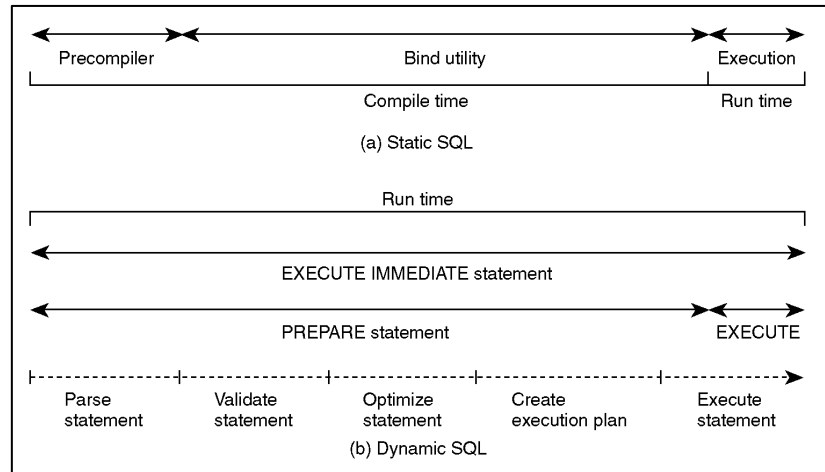 Precompiler Bind utility Execution
Compile time Run time
(a) Static SQL
Run time
EXECUTE IMMEDIATE statement
PREPARE statement EXECUTE
Parse Validate Optimize Create Execute
statement statement statement execution plan statement
(b) Dynamic SQL